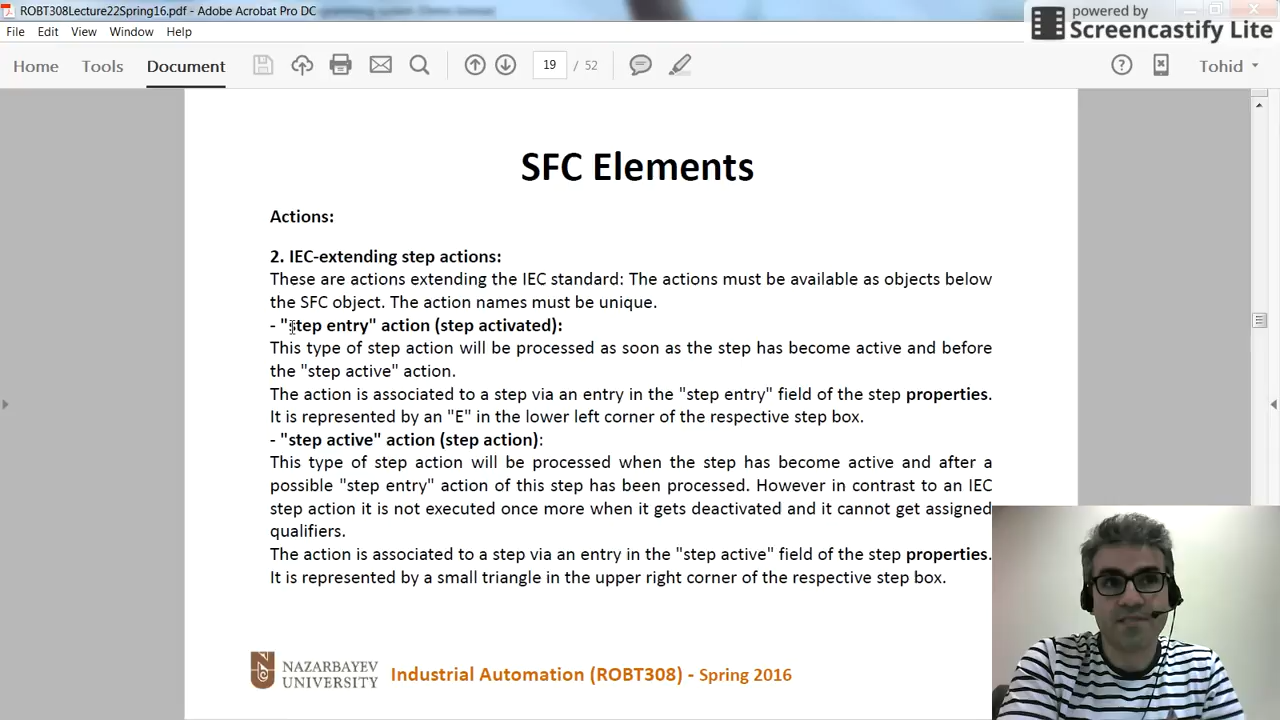 ROBT308Lecture22Spring16.pdf - Adobe Acrobat Pro DC
powered by
Screencastify Lite
File Edit View Window Help
Home Tools Document 19 / 52 Tohid
SFC Elements
Actions:
2. IEC-extending step actions:
These are actions extending the IEC standard: The actions must be available as objects below
the SFC object. The action names must be unique.
- "step entry" action (step activated):
This type of step action will be processed as soon as the step has become active and before
the "step active" action.
The action is associated to a step via an entry in the "step entry" field of the step properties.
It is represented by an "E" in the lower left corner of the respective step box.
- "step active" action (step action):
This type of step action will be processed when the step has become active and after a
possible "step entry" action of this step has been processed. However in contrast to an IEC
step action it is not executed once more when it gets deactivated and it cannot get assigned
qualifiers.
The action is associated to a step via an entry in the "step active" field of the step properties.
It is represented by a small triangle in the upper right corner of the respective step box.
NAZARBAYEV
UNIVERSITY
Industrial Automation (ROBT308) - Spring 2016